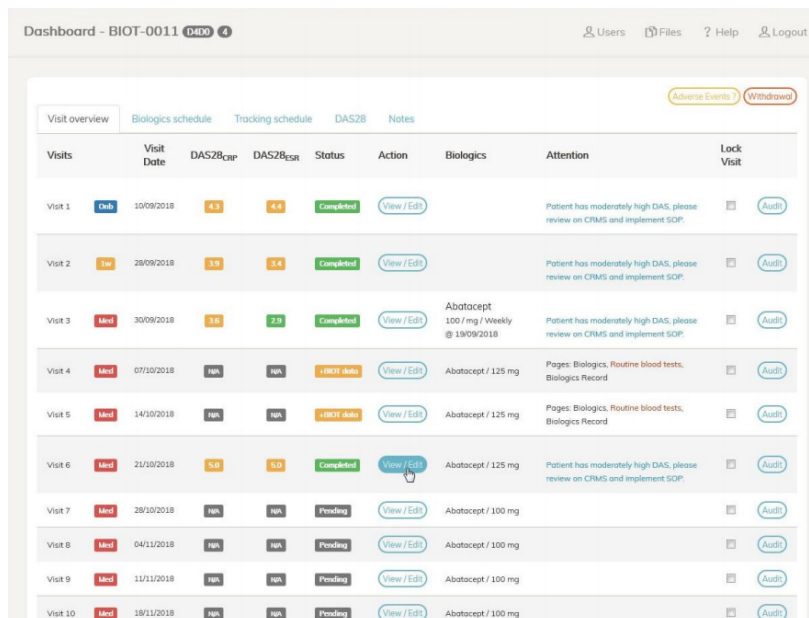 Dashboard - BIOT-0011 D4D0 4
Users Files ? Help Logout
Adverse Events ? Withdrawal
Visit overview Biologics schedule Tracking schedule DAS28 Notes
Visits Visit Date DAS28CRP DAS28ESR Status Action Biologics Attention Lock Visit
Visit 1 Onb 10/09/2018 4.3 4.4 Completed View / Edit Patient has moderately high DAS, please Audit
review on CRMS and implement SOP.
Visit 2 1w 28/09/2018 3.9 3.4 Completed View / Edit Patient has moderately high DAS, please Audit
review on CRMS and implement SOP.
Abatacept
Visit 3 Med 30/09/2018 3.6 2.9 Completed View / Edit 100 / mg / Weekly Patient has moderately high DAS, please Audit
@ 19/09/2018 review on CRMS and implement SOP.
Visit 4 Med 07/10/2018 N/A N/A +BIOT data View / Edit Abatacept / 125 mg Pages: Biologics, Routine blood tests, Audit
Biologics Record
Visit 5 Med 14/10/2018 N/A N/A +BIOT data View / Edit Abatacept / 125 mg Pages: Biologics, Routine blood tests, Audit
Biologics Record
Visit 6 Med 21/10/2018 5.0 5.0 Completed View / Edit Abatacept / 125 mg Patient has moderately high DAS, please Audit
review on CRMS and implement SOP.
Visit 7 Med 28/10/2018 N/A N/A Pending View / Edit Abatacept / 100 mg Audit
Visit 8 Med 04/11/2018 N/A N/A Pending View / Edit Abatacept / 100 mg Audit
Visit 9 Med 11/11/2018 N/A N/A Pending View / Edit Abatacept / 100 mg Audit
Visit 10 Med 18/11/2018 N/A N/A Pending View / Edit Abatacept / 100 mg Audit